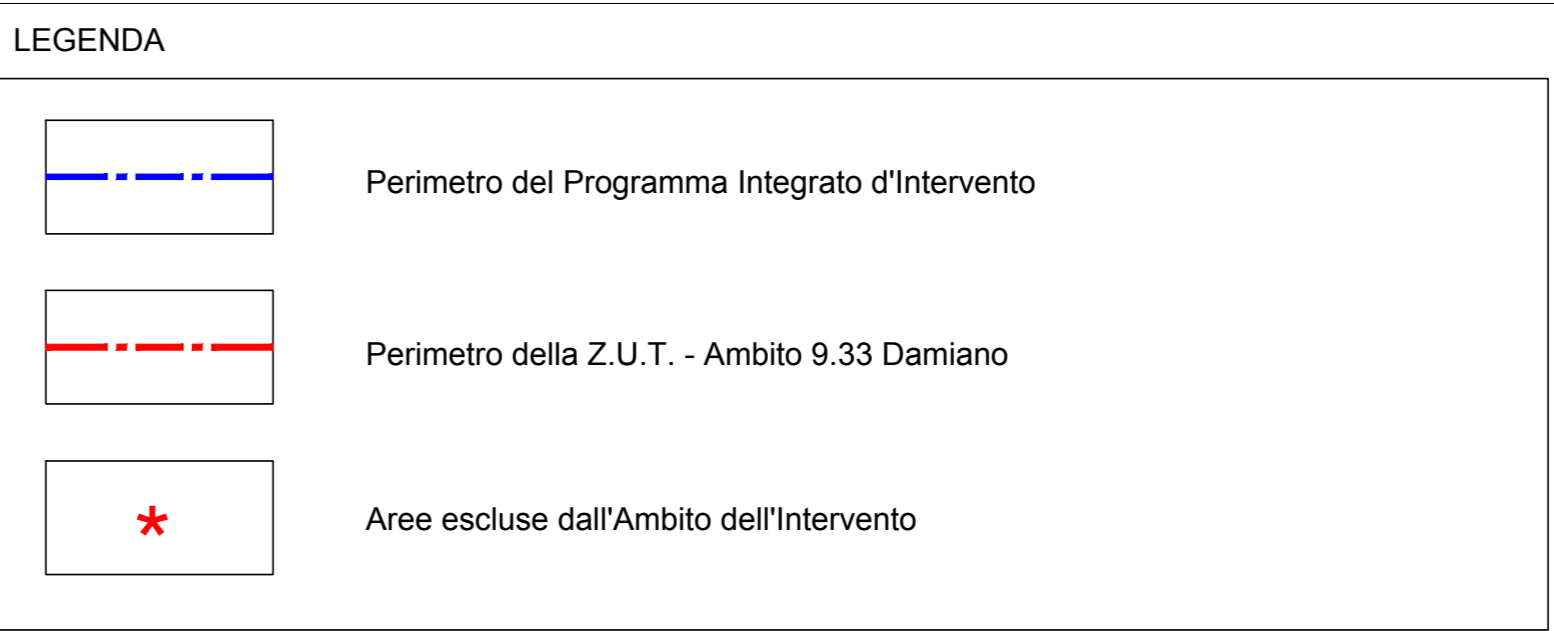 LEGENDA
Perimetro del Programma Integrato d'Intervento
Perimetro della Z.U.T. - Ambito 9.33 Damiano
*
Aree escluse dall'Ambito dell'Intervento